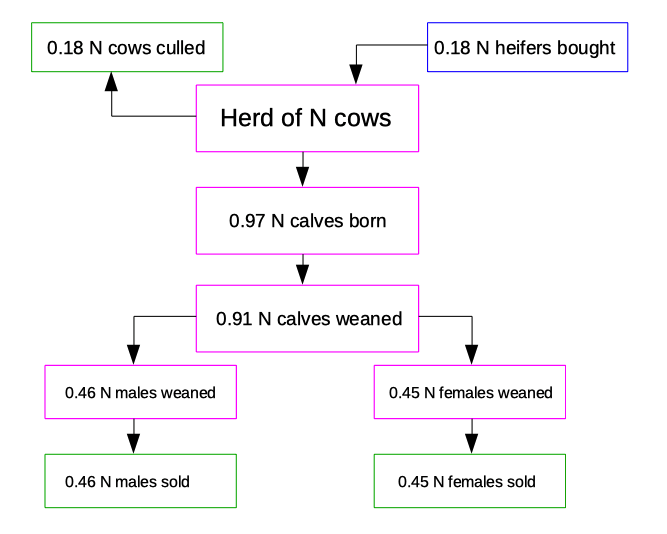 0.18 N cows culled
0.18 N heifers bought
Herd of N cows
0.97 N calves born
0.91 N calves weaned
0.46 N males weaned
0.45 N females weaned
0.46 N males sold
0.45 N females sold